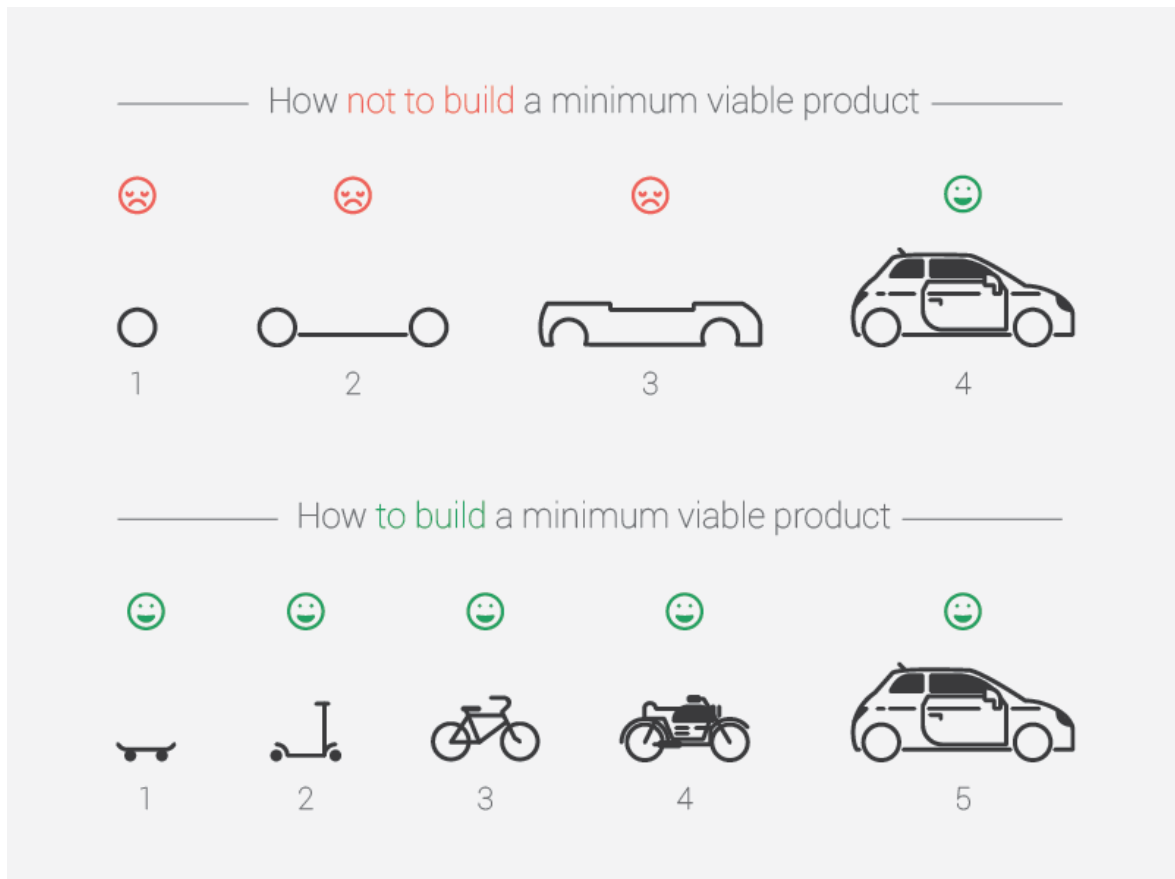 How not to build a minimum viable product
1 2 3 4
How to build a minimum viable product
1 2 3 4 5